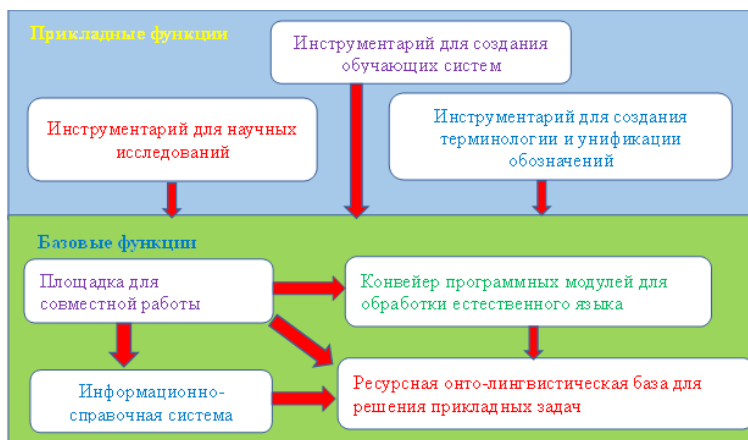 Прикладные функции
Инструментарий для создания
обучающих систем
Инструментарий для научных
исследований
Инструментарий для создания
терминологии и унификации
обозначений
Базовые функции
Площадка для
совместной работы
Конвейер программных модулей для
обработки естественного языка
Информационно-
справочная система
Ресурсная онто-лингвистическая база для
решения прикладных задач